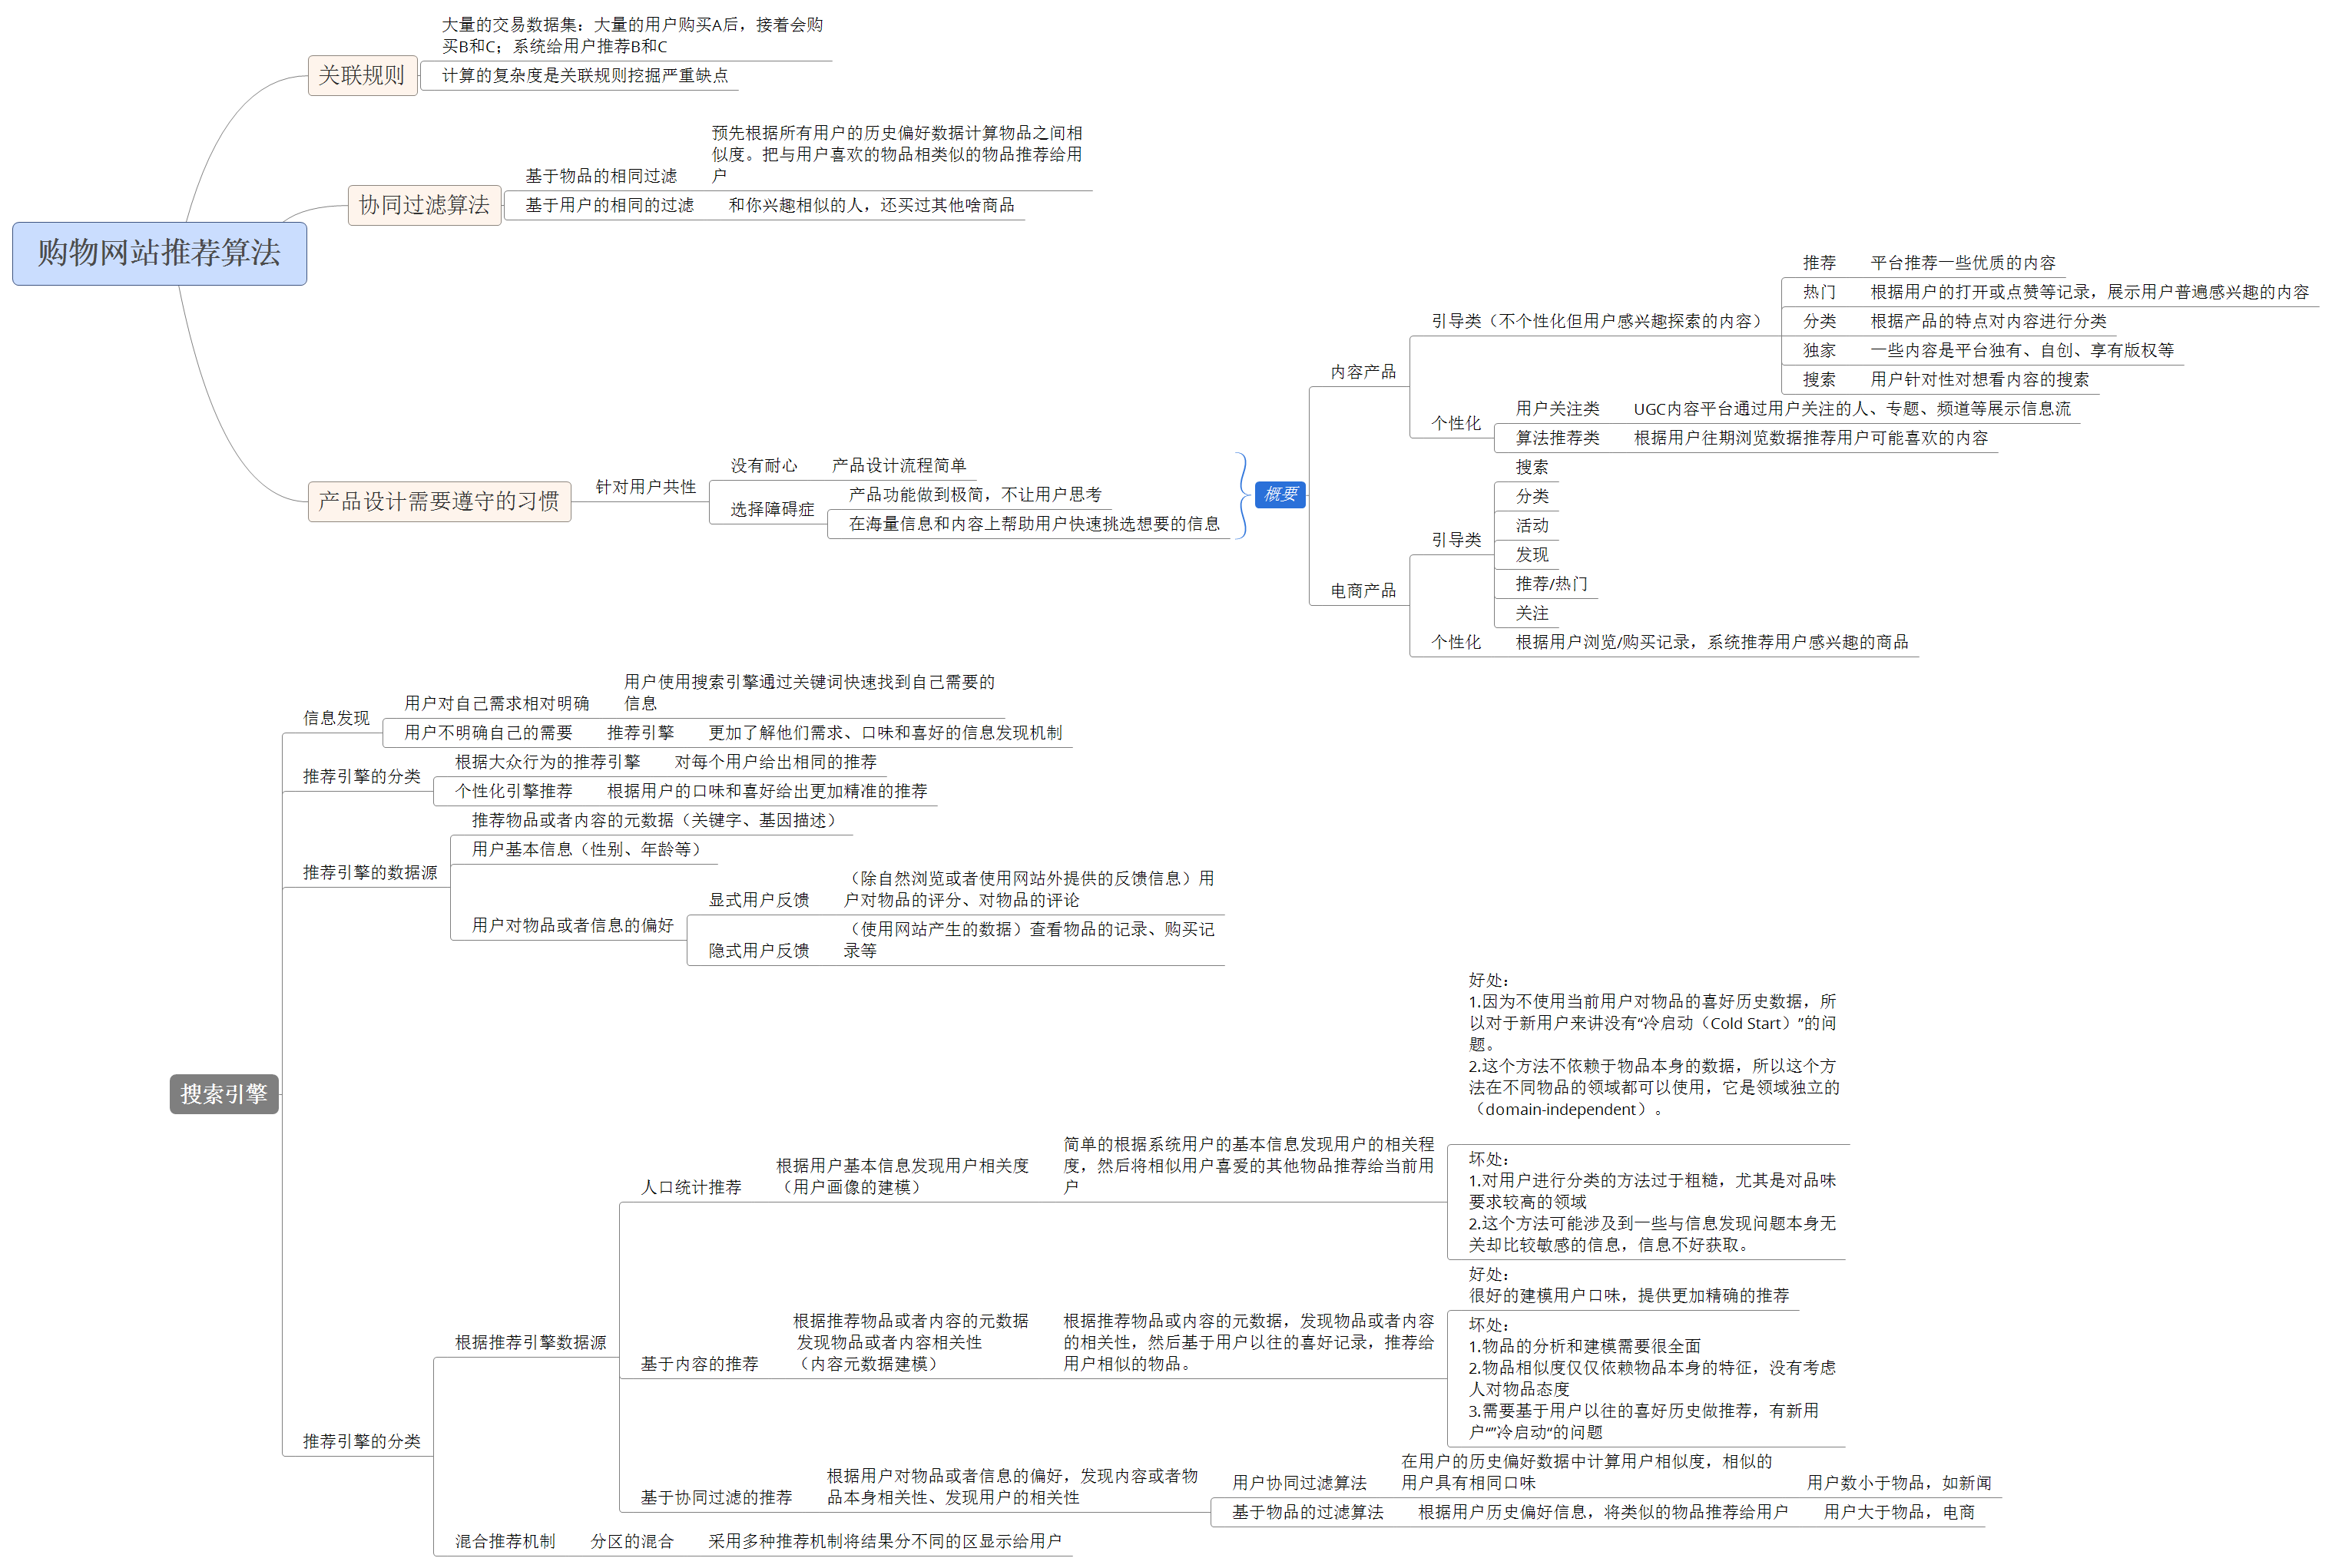 购物网站推荐算法
关联规则
大量的交易数据集：大量的用户购买A后，接着会购
买B和C；系统给用户推荐B和C
计算的复杂度是关联规则挖掘严重缺点
协同过滤算法
基于物品的相同过滤
预先根据所有用户的历史偏好数据计算物品之间相
似度。把与用户喜欢的物品相类似的物品推荐给用
户
基于用户的相同的过滤
和你兴趣相似的人，还买过其他啥商品
产品设计需要遵守的习惯
针对用户共性
没有耐心
产品设计流程简单
选择障碍症
产品功能做到极简，不让用户思考
在海量信息和内容上帮助用户快速挑选想要的信息
概要
内容产品
引导类（不个性化但用户感兴趣探索的内容）
推荐
平台推荐一些优质的内容
热门
根据用户的打开或点赞等记录，展示用户普遍感兴趣的内容
分类
根据产品的特点对内容进行分类
独家
一些内容是平台独有、自创、享有版权等
搜索
用户针对性对想看内容的搜索
个性化
用户关注类
UGC内容平台通过用户关注的人、专题、频道等展示信息流
算法推荐类
根据用户往期浏览数据推荐用户可能喜欢的内容
电商产品
引导类
搜索
分类
活动
发现
推荐/热门
关注
个性化
根据用户浏览/购买记录，系统推荐用户感兴趣的商品
搜索引擎
信息发现
用户对自己需求相对明确
用户使用搜索引擎通过关键词快速找到自己需要的
信息
用户不明确自己的需要
推荐引擎
更加了解他们需求、口味和喜好的信息发现机制
推荐引擎的分类
根据大众行为的推荐引擎
对每个用户给出相同的推荐
个性化引擎推荐
根据用户的口味和喜好给出更加精准的推荐
推荐引擎的数据源
推荐物品或者内容的元数据（关键字、基因描述）
用户基本信息（性别、年龄等）
用户对物品或者信息的偏好
显式用户反馈
（除自然浏览或者使用网站外提供的反馈信息）用
户对物品的评分、对物品的评论
隐式用户反馈
（使用网站产生的数据）查看物品的记录、购买记
录等
推荐引擎的分类
根据推荐引擎数据源
人口统计推荐
根据用户基本信息发现用户相关度
（用户画像的建模）
简单的根据系统用户的基本信息发现用户的相关程
度，然后将相似用户喜爱的其他物品推荐给当前用
户
好处：
1.因为不使用当前用户对物品的喜好历史数据，所
以对于新用户来讲没有“冷启动（Cold Start）”的问
题。
2.这个方法不依赖于物品本身的数据，所以这个方
法在不同物品的领域都可以使用，它是领域独立的
（domain-independent）。
坏处：
1.对用户进行分类的方法过于粗糙，尤其是对品味
要求较高的领域
2.这个方法可能涉及到一些与信息发现问题本身无
关却比较敏感的信息，信息不好获取。
基于内容的推荐
根据推荐物品或者内容的元数据
发现物品或者内容相关性
（内容元数据建模）
根据推荐物品或内容的元数据，发现物品或者内容
的相关性，然后基于用户以往的喜好记录，推荐给
用户相似的物品。
好处：
很好的建模用户口味，提供更加精确的推荐
坏处：
1.物品的分析和建模需要很全面
2.物品相似度仅仅依赖物品本身的特征，没有考虑
人对物品态度
3.需要基于用户以往的喜好历史做推荐，有新用
户“”冷启动“的问题
基于协同过滤的推荐
根据用户对物品或者信息的偏好，发现内容或者物
品本身相关性、发现用户的相关性
用户协同过滤算法
在用户的历史偏好数据中计算用户相似度，相似的
用户具有相同口味
用户数小于物品，如新闻
基于物品的过滤算法
根据用户历史偏好信息，将类似的物品推荐给用户
用户大于物品，电商
混合推荐机制
分区的混合
采用多种推荐机制将结果分不同的区显示给用户